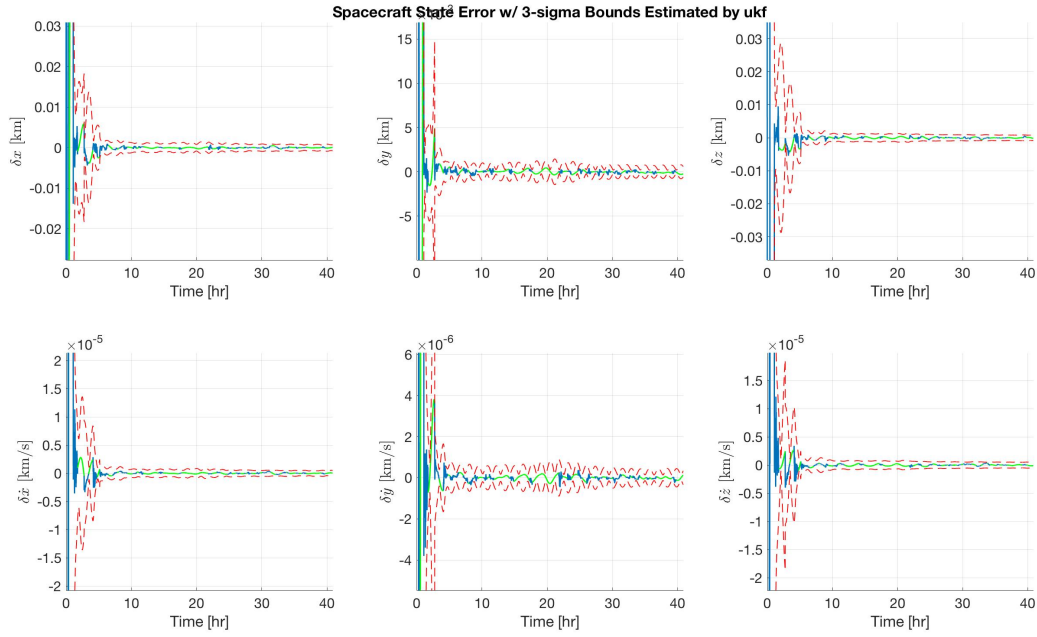 Spacecraft State Error w/ 3-sigma Bounds Estimated by ukf
0.03
0.02
0.01
0
-0.01
-0.02
δx [km]
0 10 20 30 40
Time [hr]
15
10
5
0
-5
δy [km]
0 10 20 30 40
Time [hr]
0.03
0.02
0.01
0
-0.01
-0.02
-0.03
δz [km]
0 10 20 30 40
Time [hr]
×10⁻⁵
2
1.5
1
0.5
0
-0.5
-1
-1.5
-2
δẋ [km/s]
0 10 20 30 40
Time [hr]
×10⁻⁶
6
4
2
0
-2
-4
δẏ [km/s]
0 10 20 30 40
Time [hr]
×10⁻⁵
2
1.5
1
0.5
0
-0.5
-1
-1.5
-2
δż [km/s]
0 10 20 30 40
Time [hr]